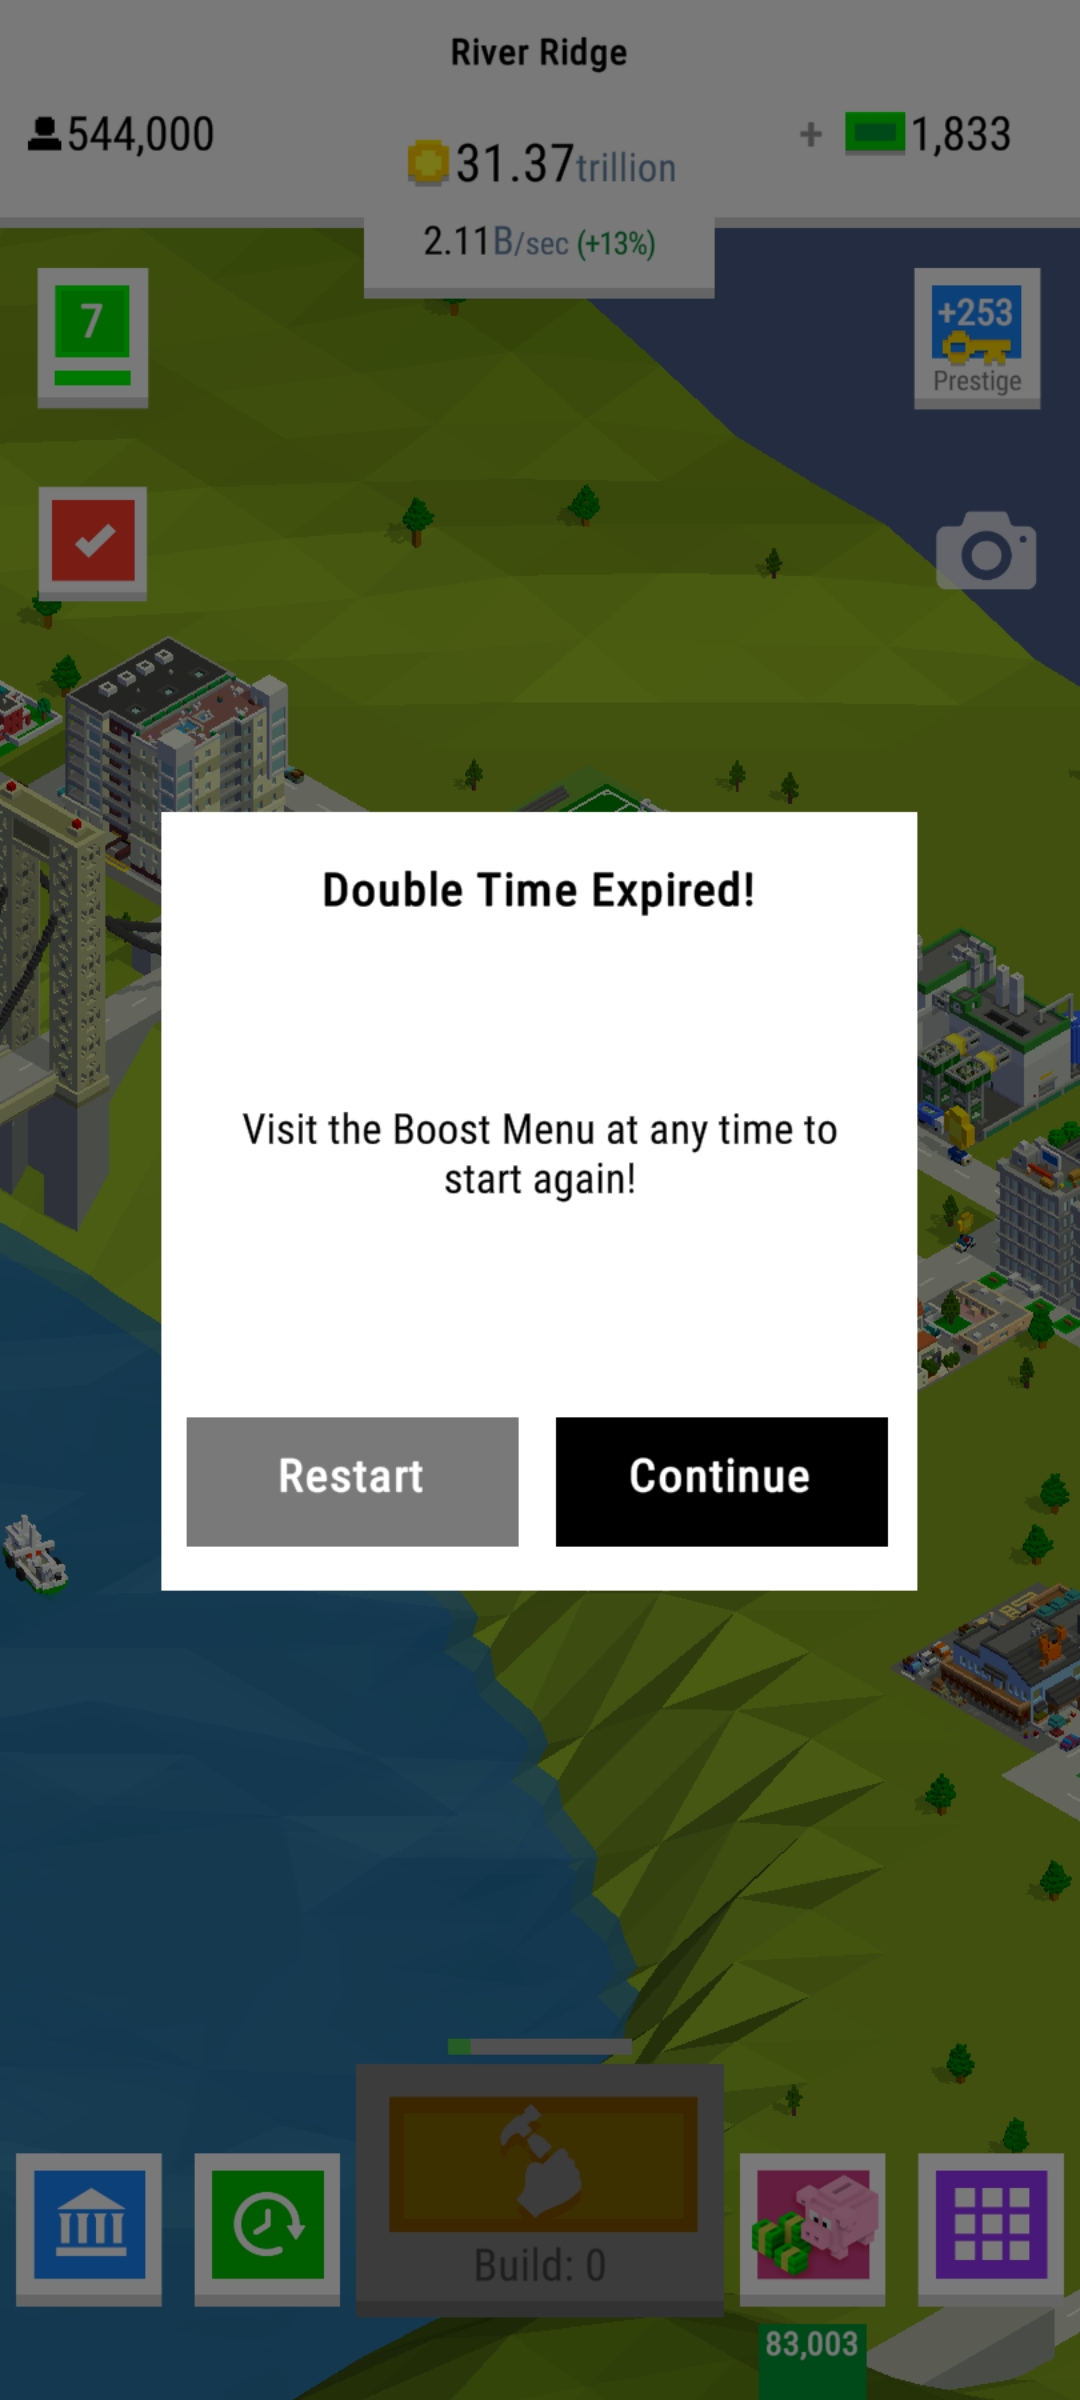 River Ridge
544,000
31.37trillion
+ 1,833
2.11B/sec (+13%)
7
+253
Prestige
Double Time Expired!
Visit the Boost Menu at any time to
start again!
Restart
Continue
Build: 0
83,003